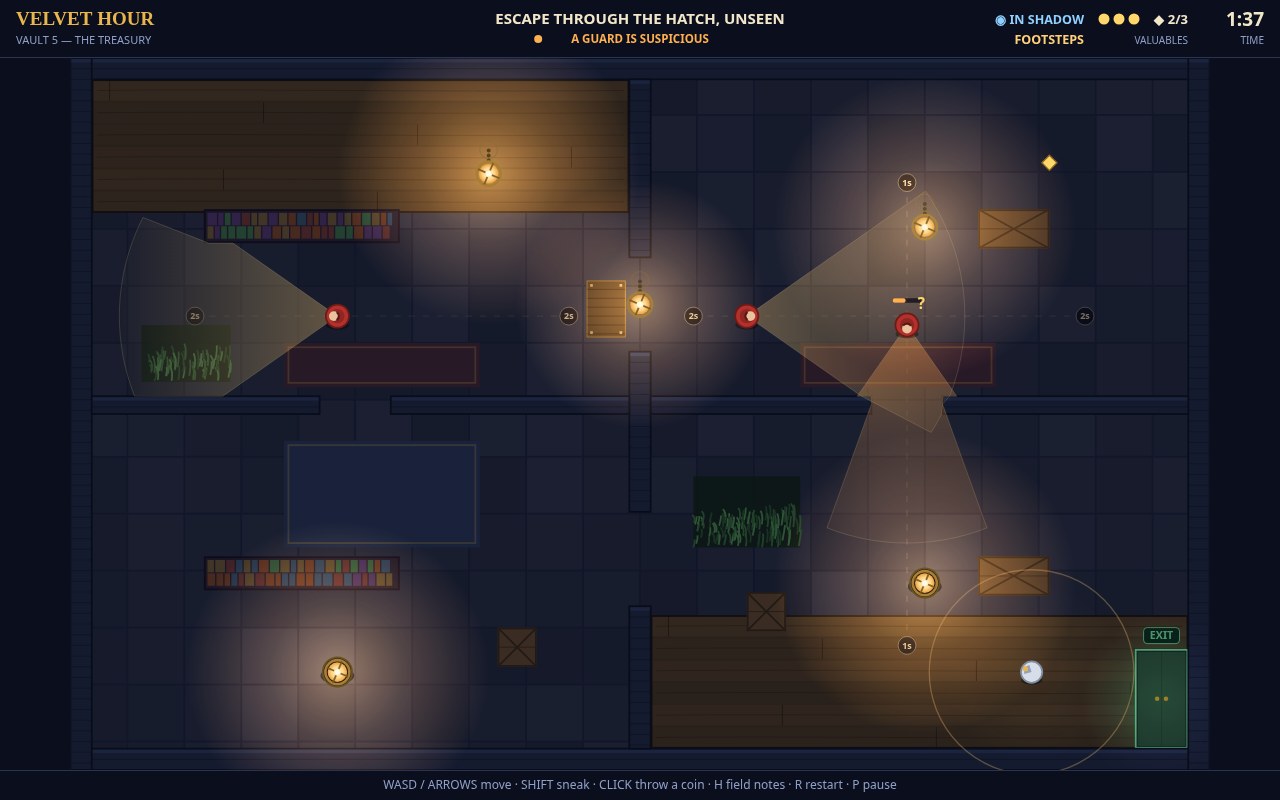 VELVET HOUR
VAULT 5 — THE TREASURY
ESCAPE THROUGH THE HATCH, UNSEEN
A GUARD IS SUSPICIOUS
◉ IN SHADOW
FOOTSTEPS
◆ 2/3
VALUABLES
1:37
TIME
1s
?
2s
2s
2s
2s
1s
EXIT
WASD / ARROWS move · SHIFT sneak · CLICK throw a coin · H field notes · R restart · P pause